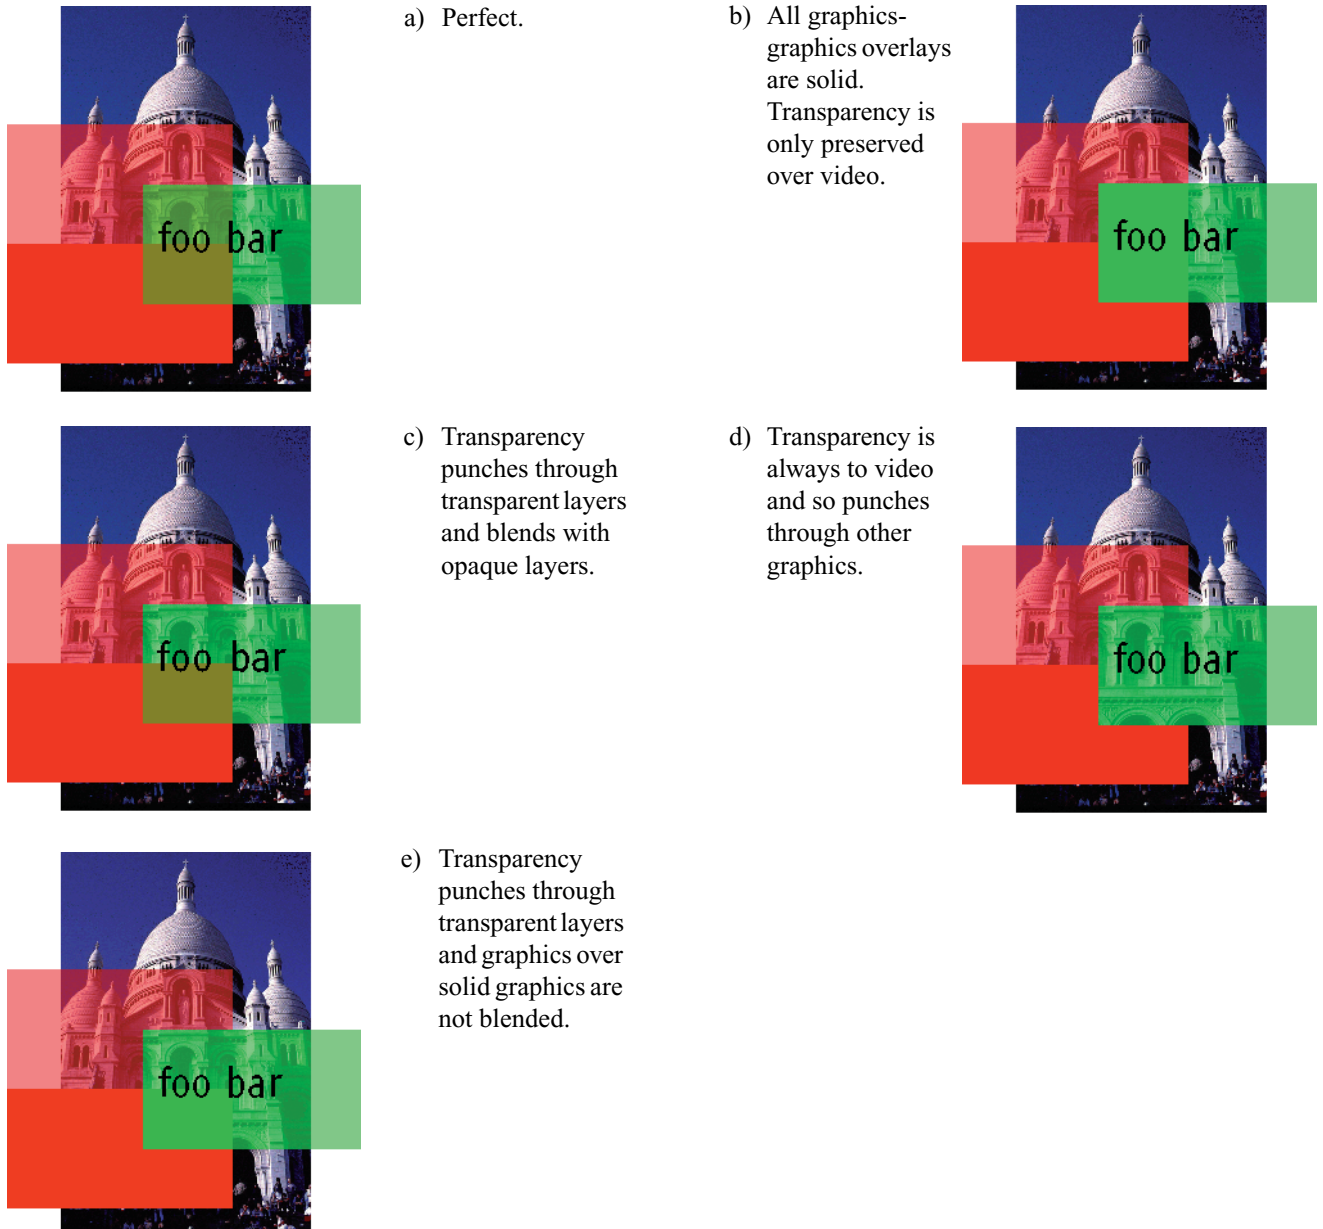 a) Perfect.
b) All graphics-
graphics overlays
are solid.
Transparency is
only preserved
over video.
foo bar
foo bar
c) Transparency
punches through
transparent layers
and blends with
opaque layers.
d) Transparency is
always to video
and so punches
through other
graphics.
foo bar
foo bar
e) Transparency
punches through
transparent layers
and graphics over
solid graphics are
not blended.
foo bar